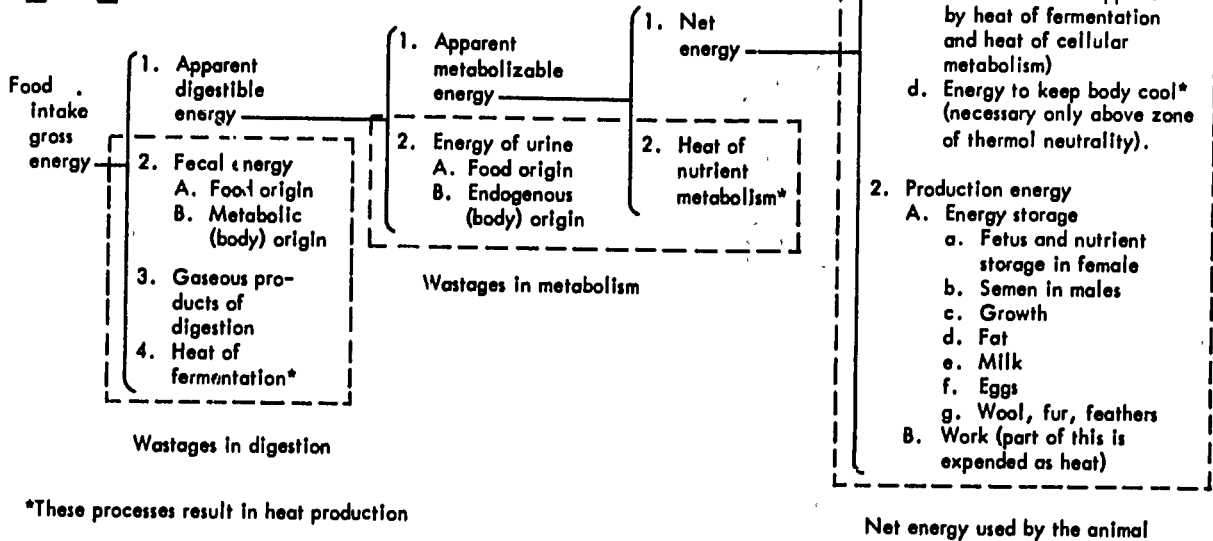 Food
intake
gross
energy
1. Apparent
digestible
energy
2. Fecal energy
A. Food origin
B. Metabolic
(body) origin
3. Gaseous pro-
ducts of
digestion
4. Heat of
fermentation*
Wastages in digestion
1. Apparent
metabolizable
energy
2. Energy of urine
A. Food origin
B. Endogenous
(body) origin
1. Net
energy
2. Heat of
nutrient
metabolism*
Wastages in metabolism
by heat of fermentation
and heat of cellular
metabolism)
d. Energy to keep body cool*
(necessary only above zone
of thermal neutrality).
2. Production energy
A. Energy storage
a. Fetus and nutrient
storage in female
b. Semen in males
c. Growth
d. Fat
e. Milk
f. Eggs
g. Wool, fur, feathers
B. Work (part of this is
expended as heat)
Net energy used by the animal
*These processes result in heat production